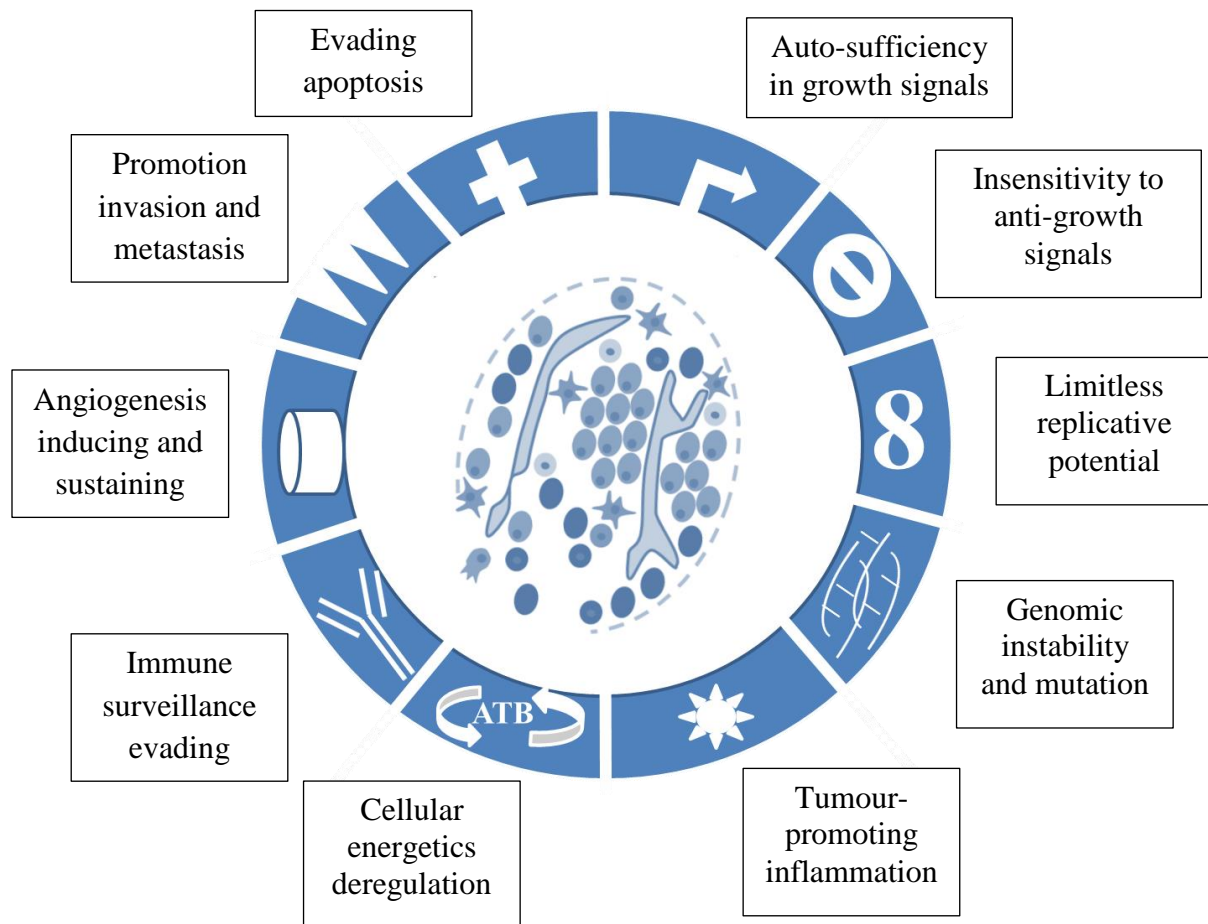 Evading
apoptosis
Auto-sufficiency
in growth signals
Promotion
invasion and
metastasis
Insensitivity to
anti-growth
signals
Angiogenesis
inducing and
sustaining
8
Limitless
replicative
potential
Immune
surveillance
evading
Genomic
instability
and mutation
ATB
Cellular
energetics
deregulation
Tumour-
promoting
inflammation